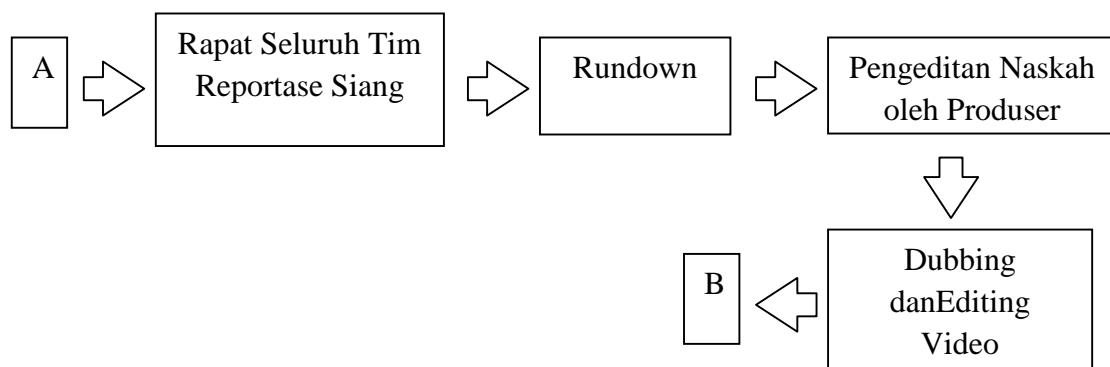 A
Rapat Seluruh Tim
Reportase Siang
Rundown
Pengeditan Naskah
oleh Produser
Dubbing
danEditing
Video
B